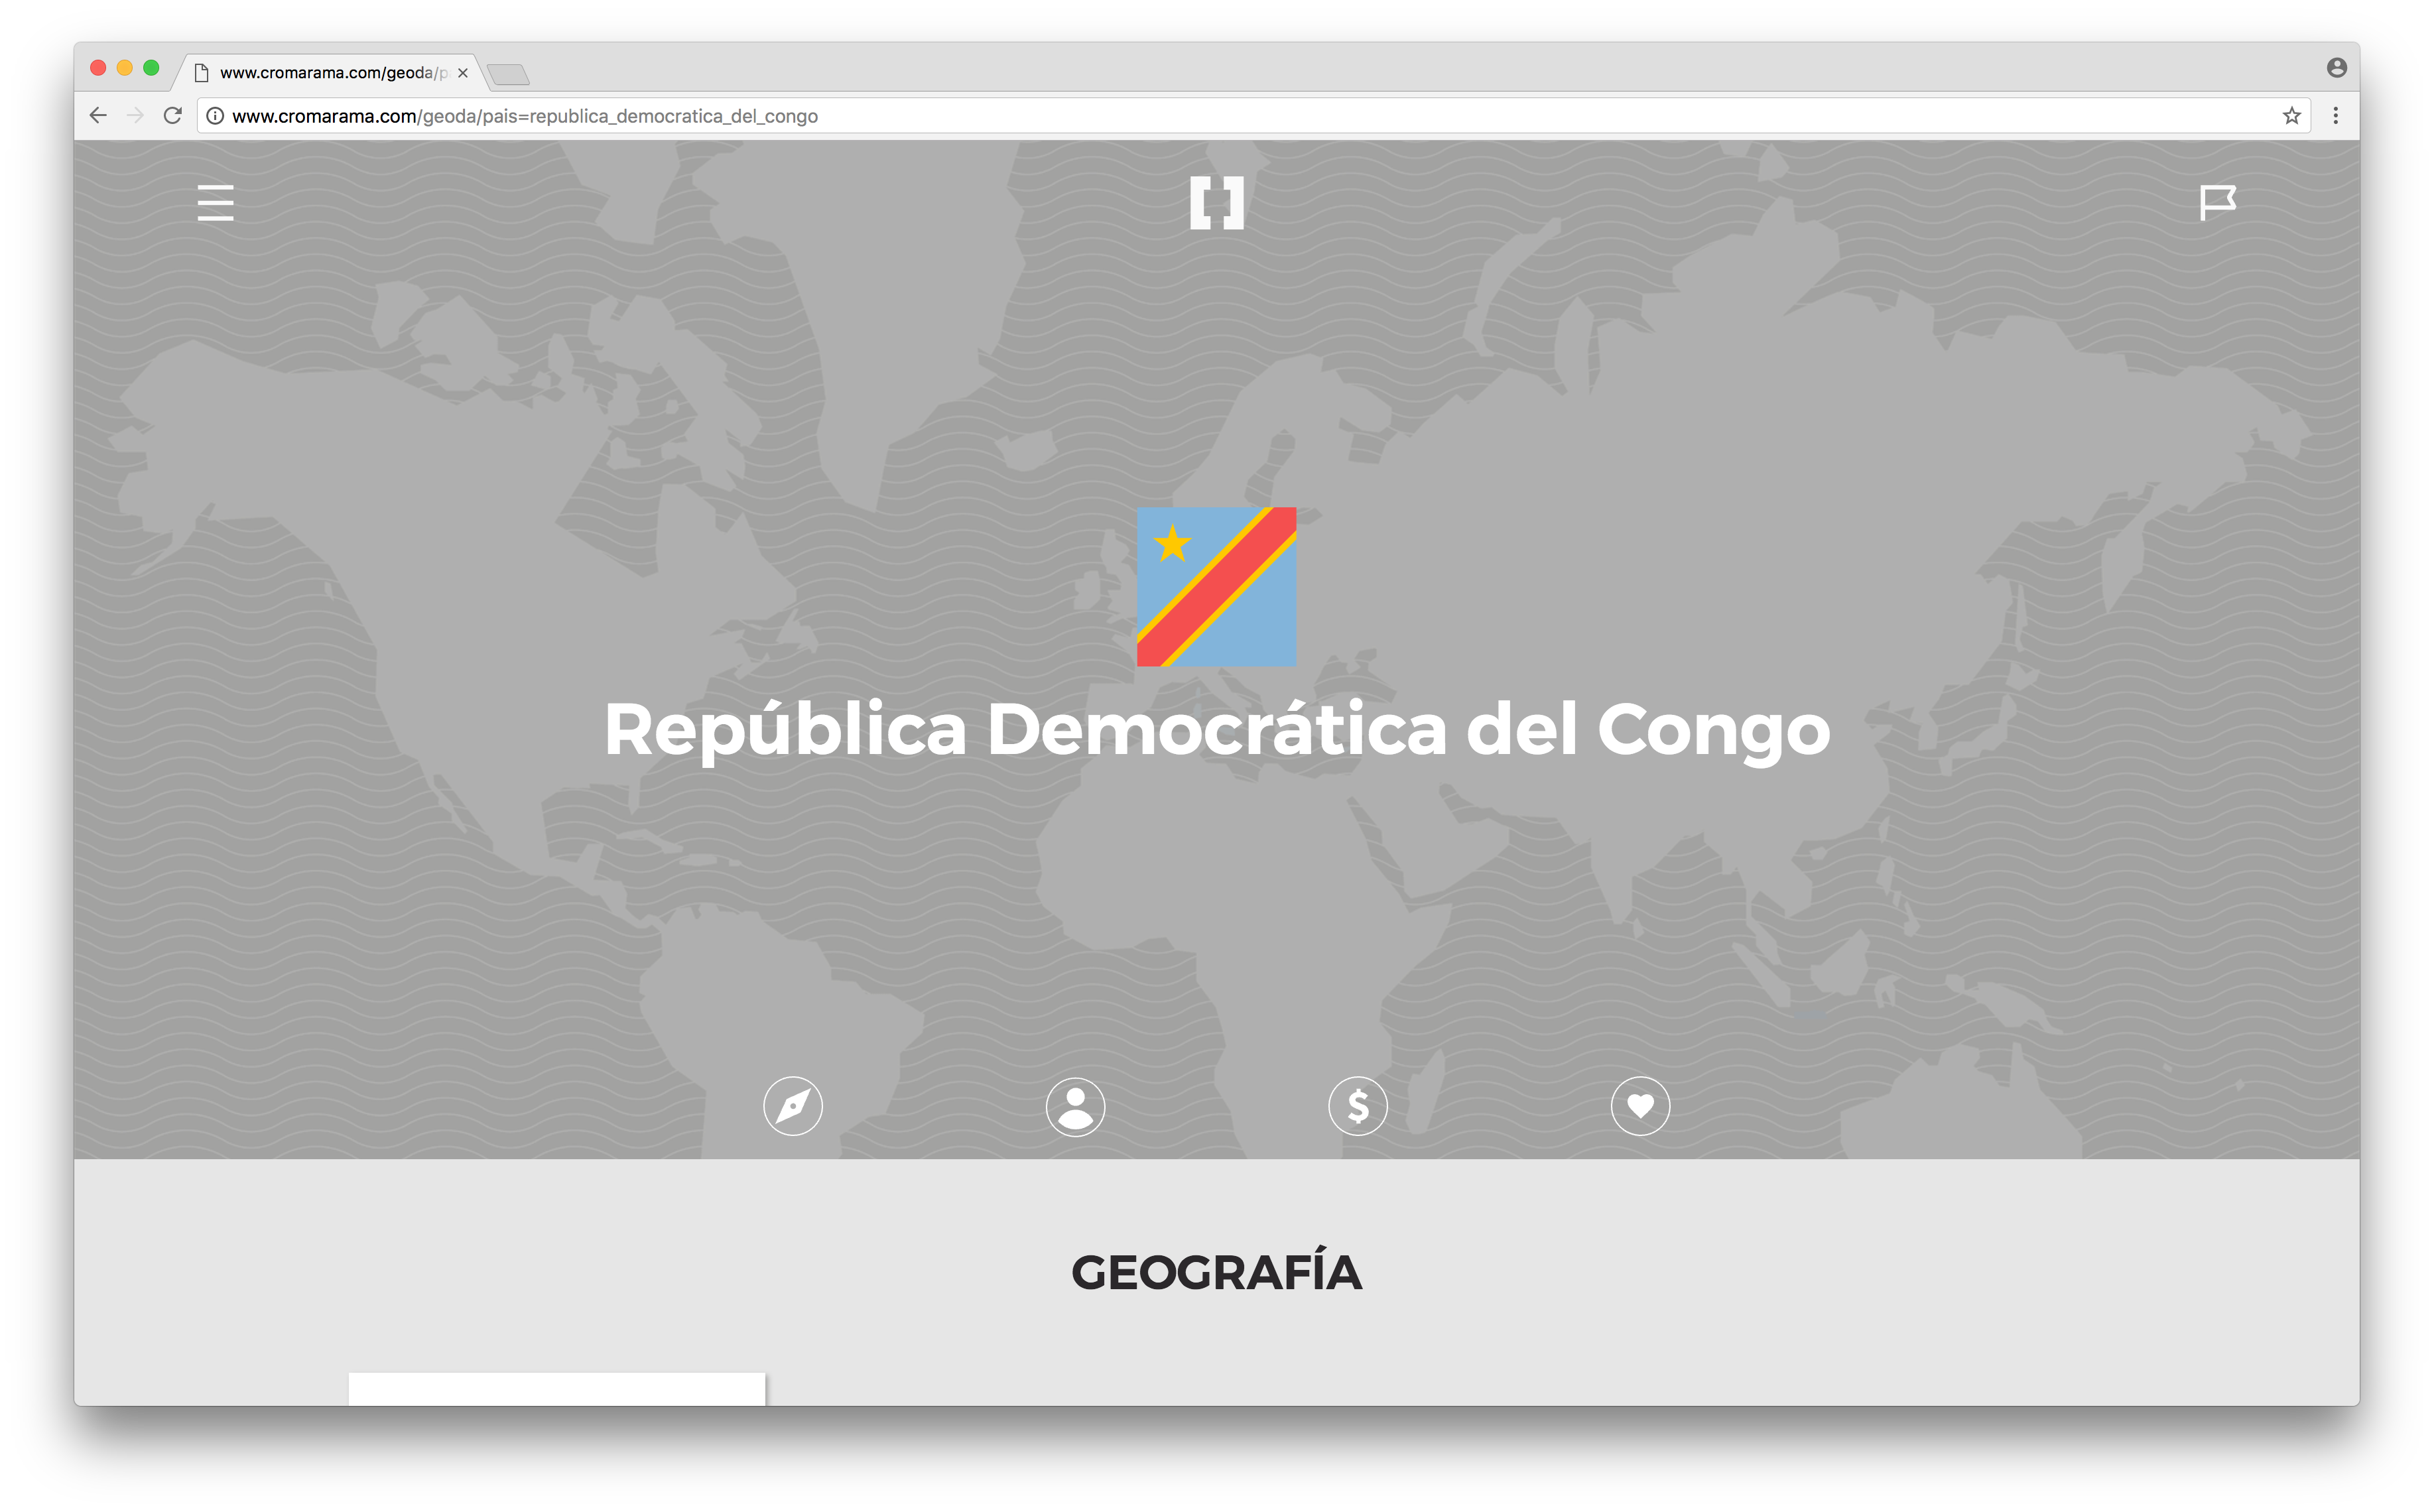 www.cromarama.com/geoda/p
www.cromarama.com/geoda/pais=republica_democratica_del_congo
República Democrática del Congo
$
GEOGRAFÍA